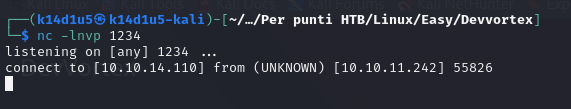 (k14d1u5㉿k14d1u5-kali)-[~/…/Per punti HTB/Linux/Easy/Devvortex]
$ nc -lnvp 1234
listening on [any] 1234 ...
connect to [10.10.14.110] from (UNKNOWN) [10.10.11.242] 55826